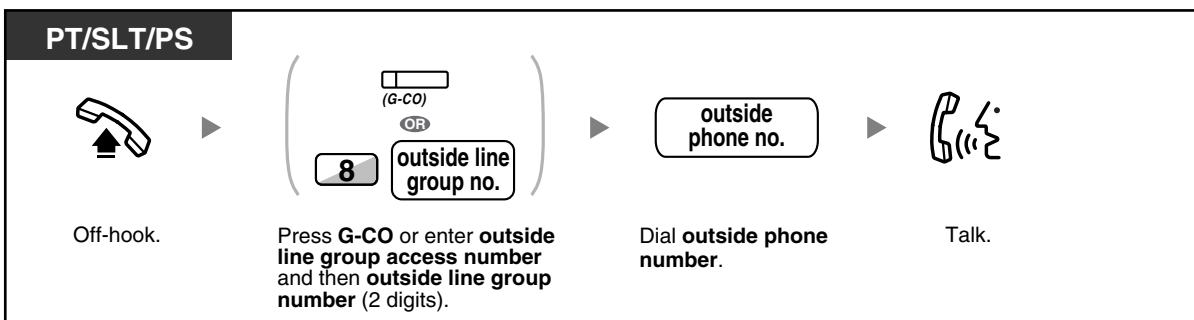 PT/SLT/PS
(G-CO)
OR
8
outside line
group no.
outside
phone no.
Off-hook.
Press G-CO or enter outside
line group access number
and then outside line group
number (2 digits).
Dial outside phone
number.
Talk.